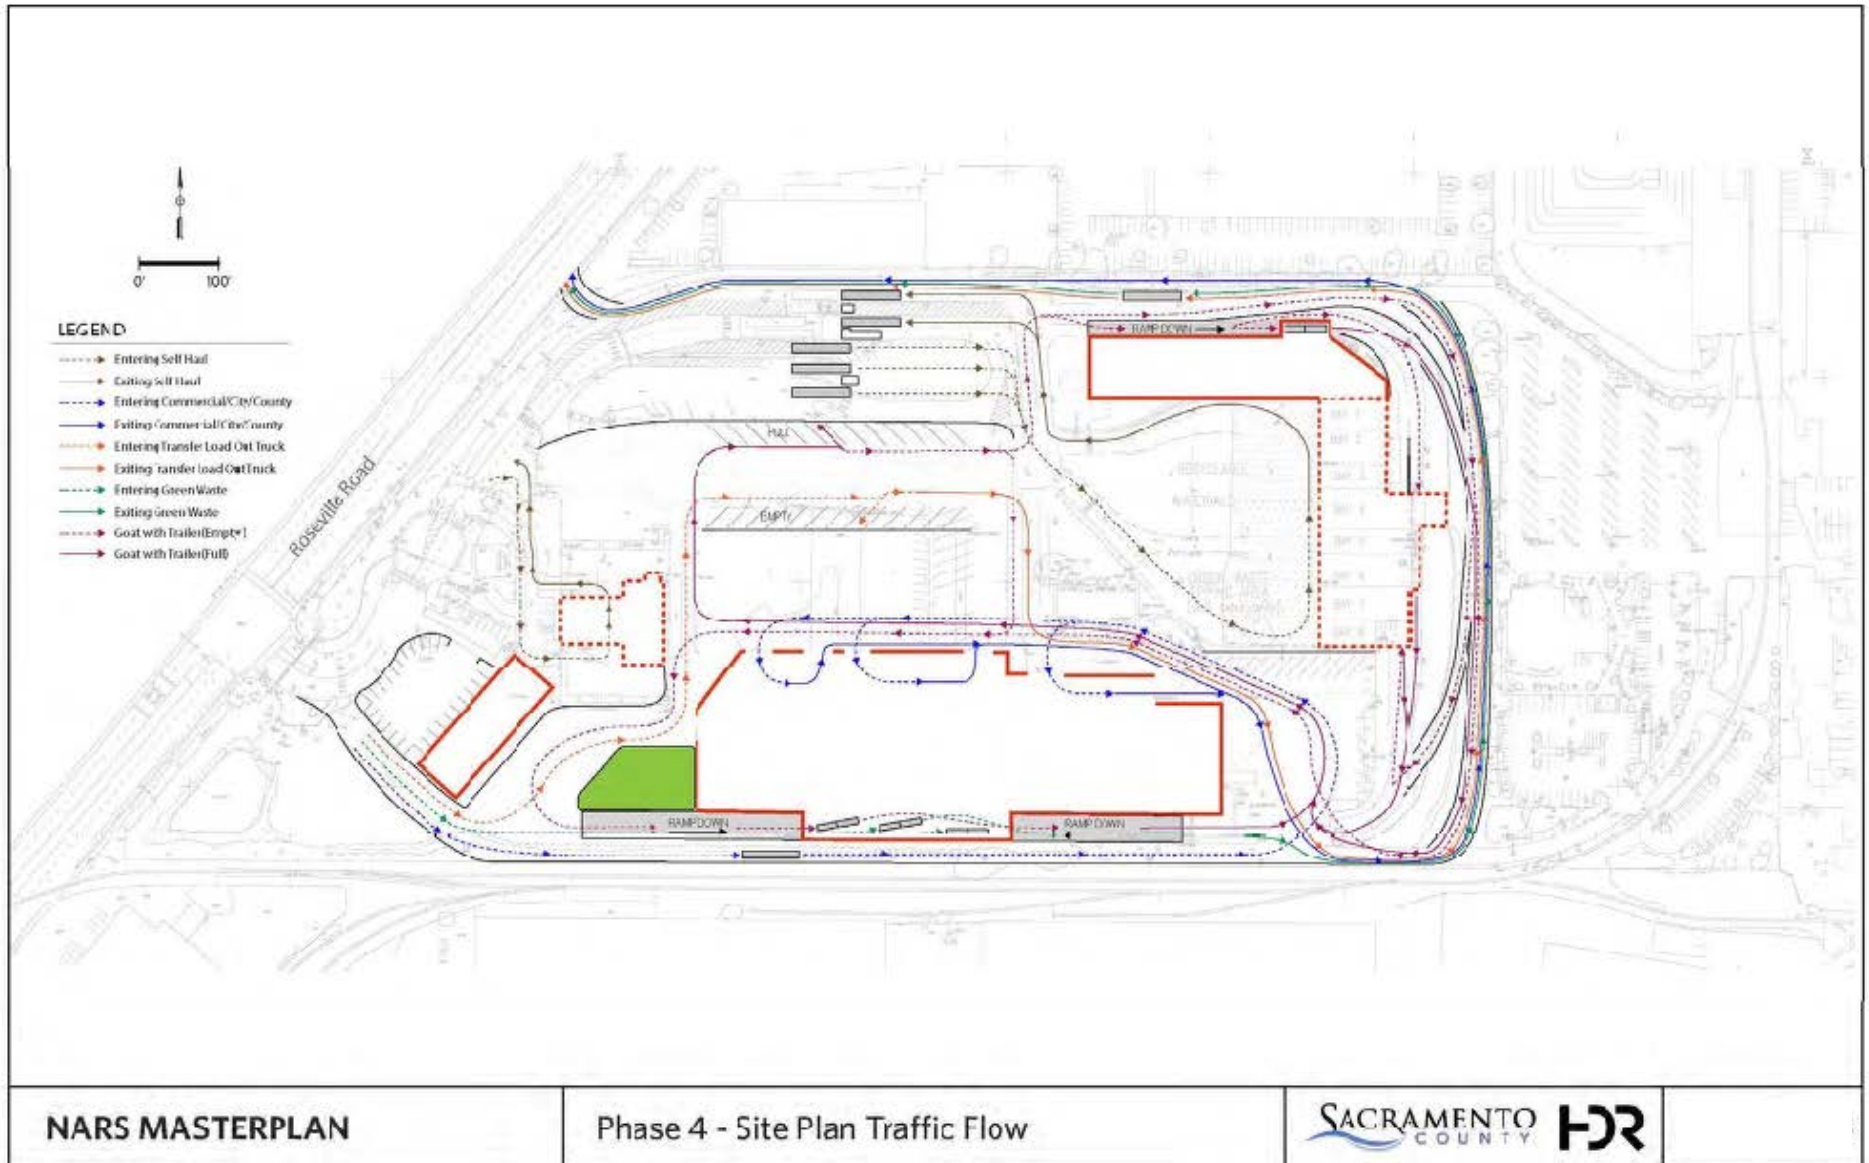 0'
100'
LEGEND
Entering Self Haul
Exiting Self Haul
Entering Commercial/City/County
Exiting Commercial/City/County
Entering Transfer Load Out Truck
Exiting Transfer Load Out Truck
Entering Green Waste
Exiting Green Waste
Goat with Trailer(Empty)
Goat with Trailer(Full)
Roseville Road
RAMP DOWN
FULL
EMPTY
RAMP DOWN
RAMP DOWN
NARS MASTERPLAN
Phase 4 - Site Plan Traffic Flow
SACRAMENTO
COUNTY
HDR